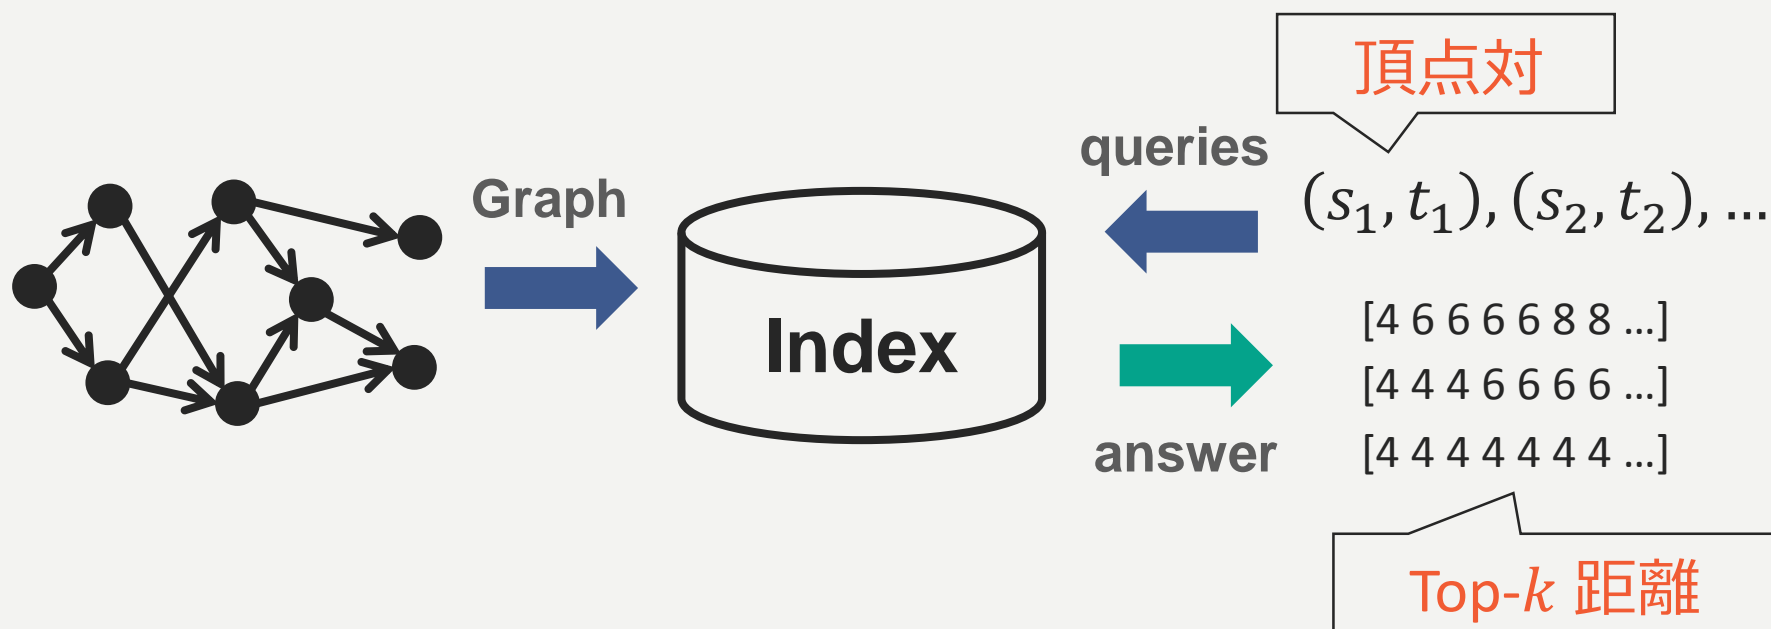 頂点対
queries
(s₁, t₁), (s₂, t₂), ...
Graph
Index
[4 6 6 6 6 8 8 ...]
[4 4 4 6 6 6 6 ...]
[4 4 4 4 4 4 4 ...]
answer
Top-k 距離